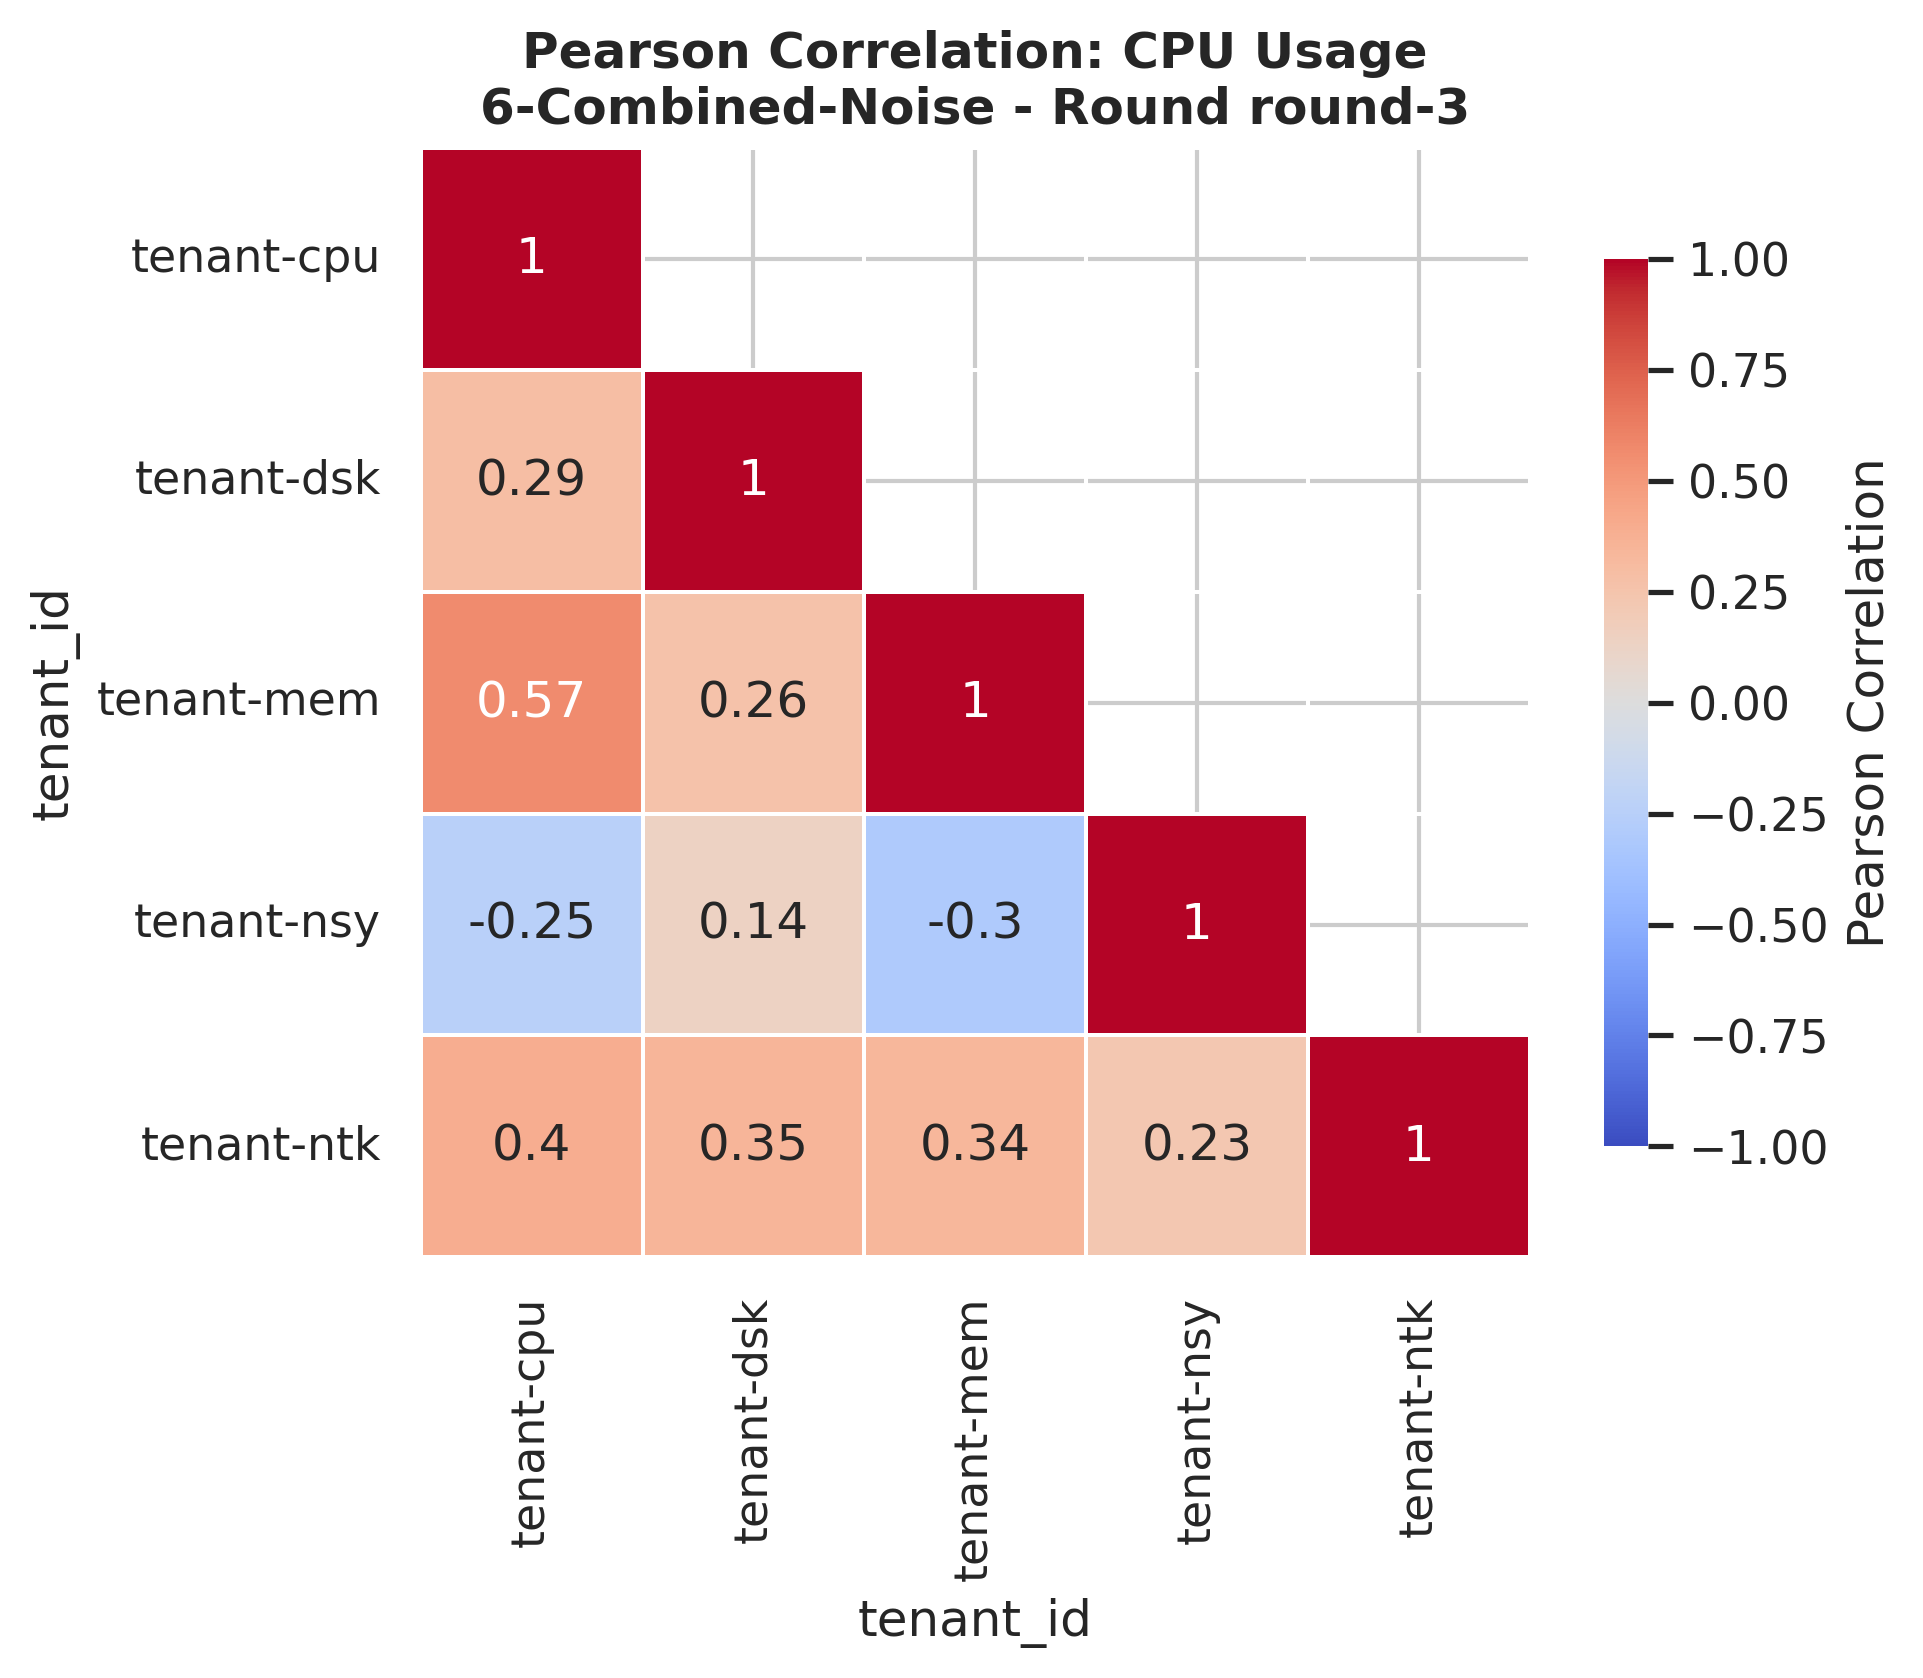 Pearson Correlation: CPU Usage
6-Combined-Noise - Round round-3
tenant_id
tenant-cpu
1
tenant-dsk
0.29 1
tenant-mem
0.57 0.26 1
tenant-nsy
-0.25 0.14 -0.3 1
tenant-ntk
0.4 0.35 0.34 0.23 1
tenant-cpu
tenant-dsk
tenant-mem
tenant-nsy
tenant-ntk
tenant_id
1.00
0.75
0.50
0.25
0.00
−0.25
−0.50
−0.75
−1.00
Pearson Correlation